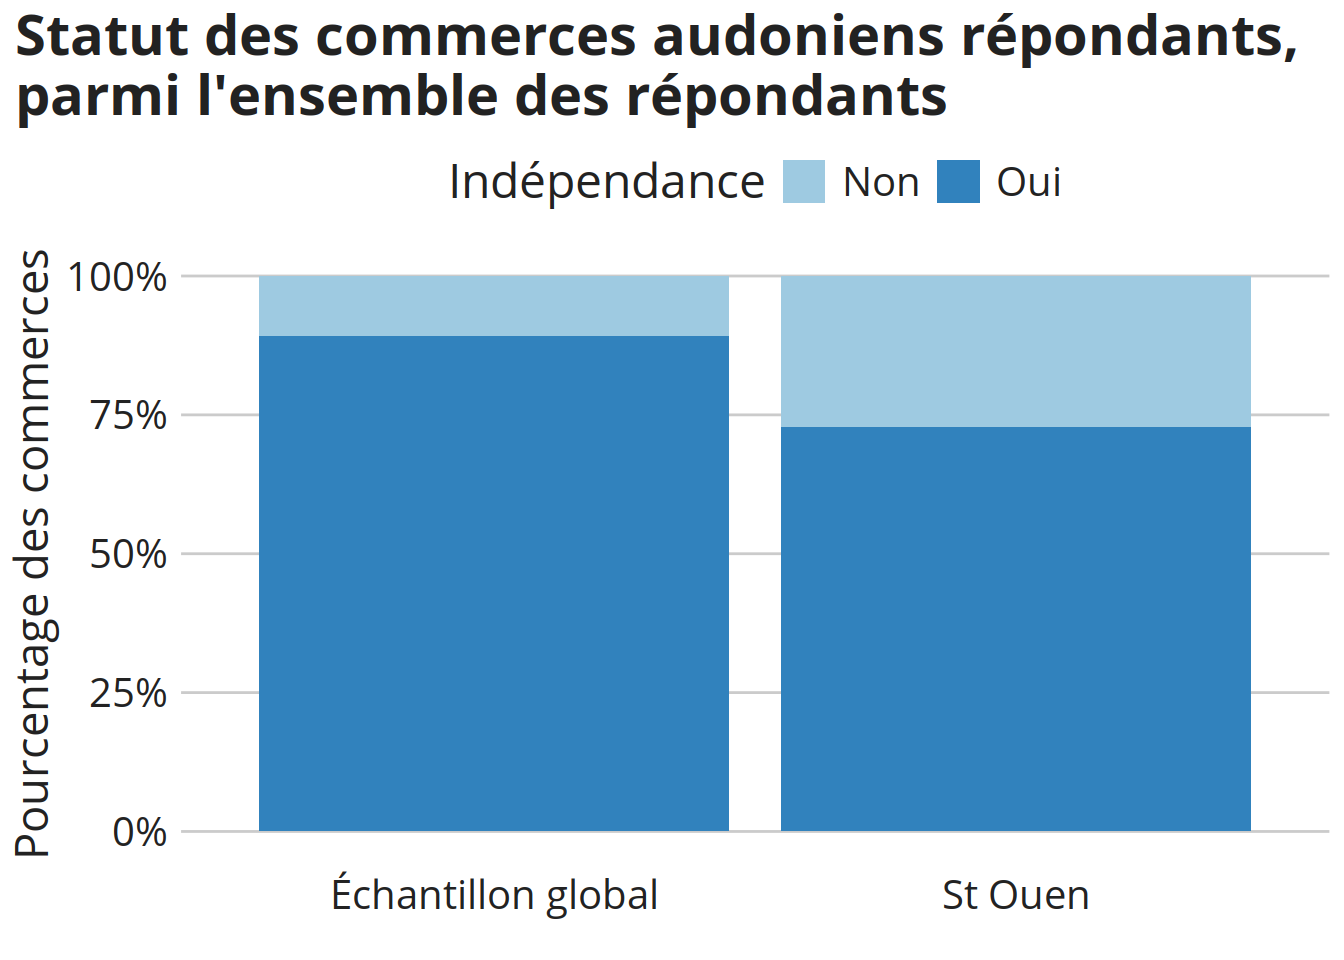 Statut des commerces audoniens répondants,
parmi l'ensemble des répondants
Indépendance Non Oui
Pourcentage des commerces
100%
75%
50%
25%
0%
Échantillon global St Ouen